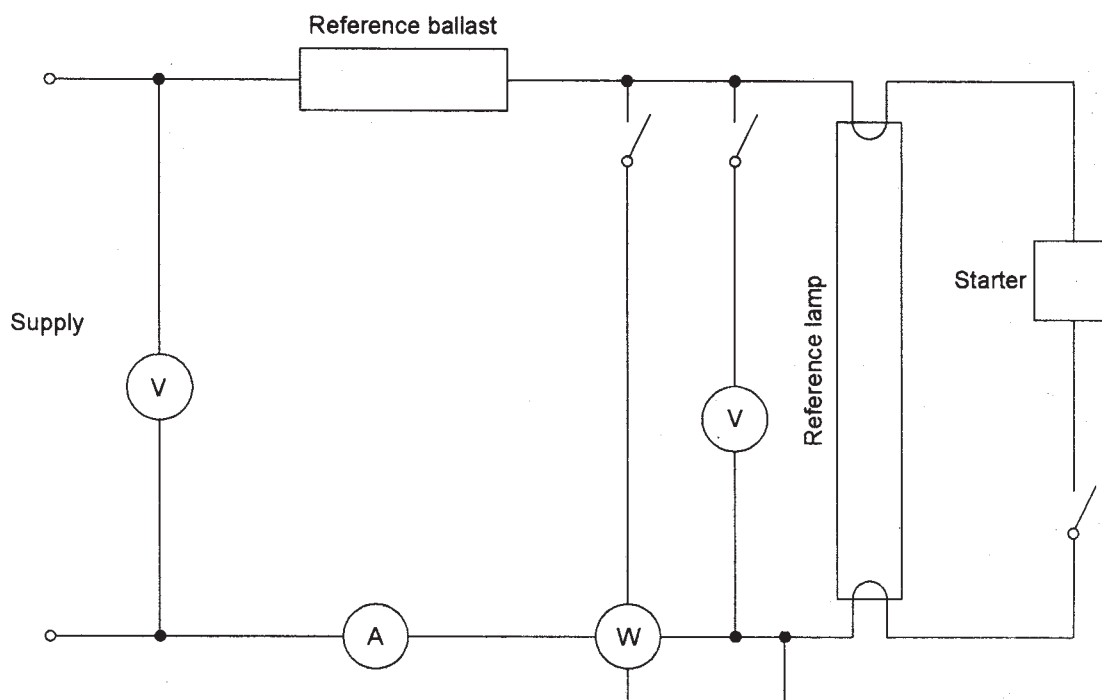 Reference ballast
Supply
V
V
Reference lamp
Starter
A
W